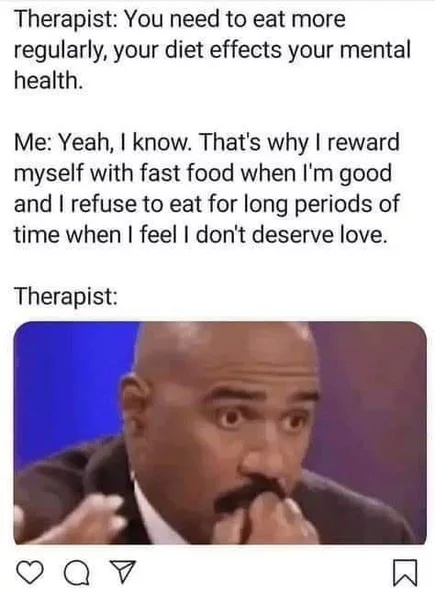 Therapist: You need to eat more
regularly, your diet effects your mental
health.
Me: Yeah, I know. That's why I reward
myself with fast food when I'm good
and I refuse to eat for long periods of
time when I feel I don't deserve love.
Therapist: